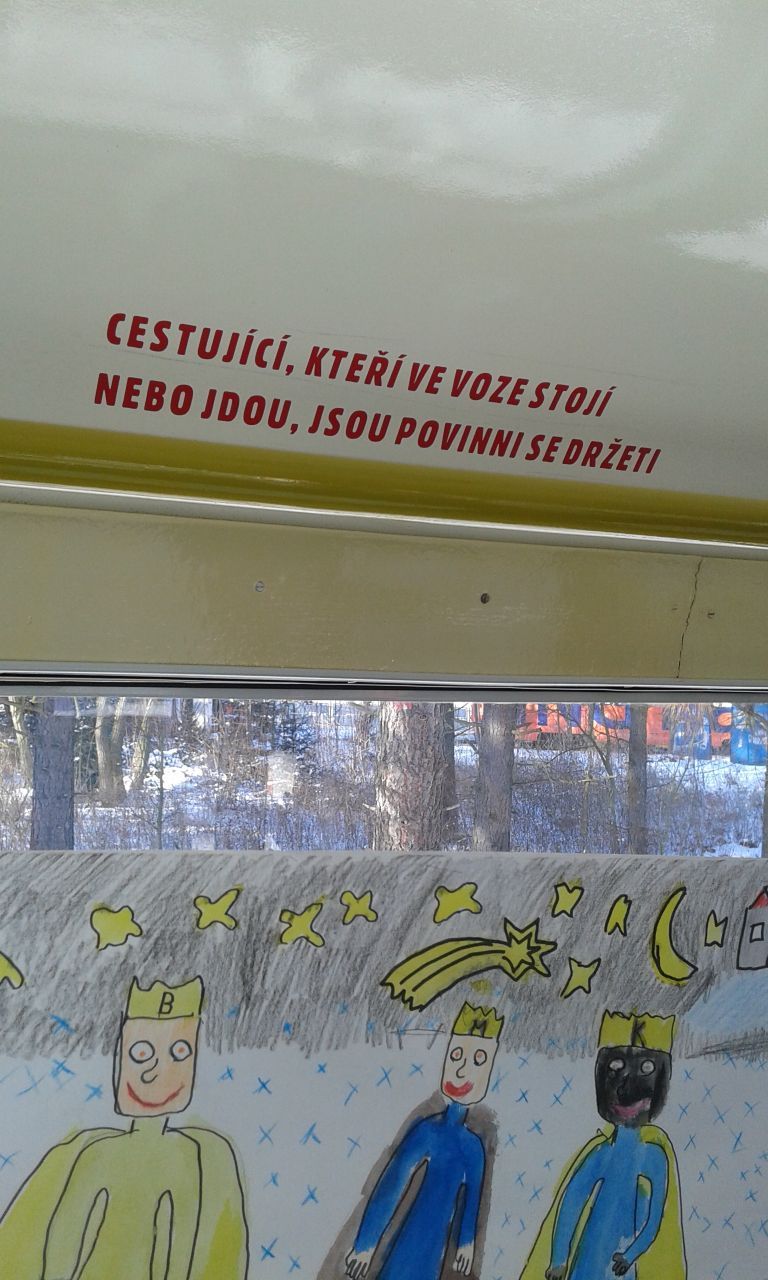 CESTUJÍCÍ, KTEŘÍ VE VOZE STOJÍ
NEBO JDOU, JSOU POVINNI SE DRŽETI
B
M
K